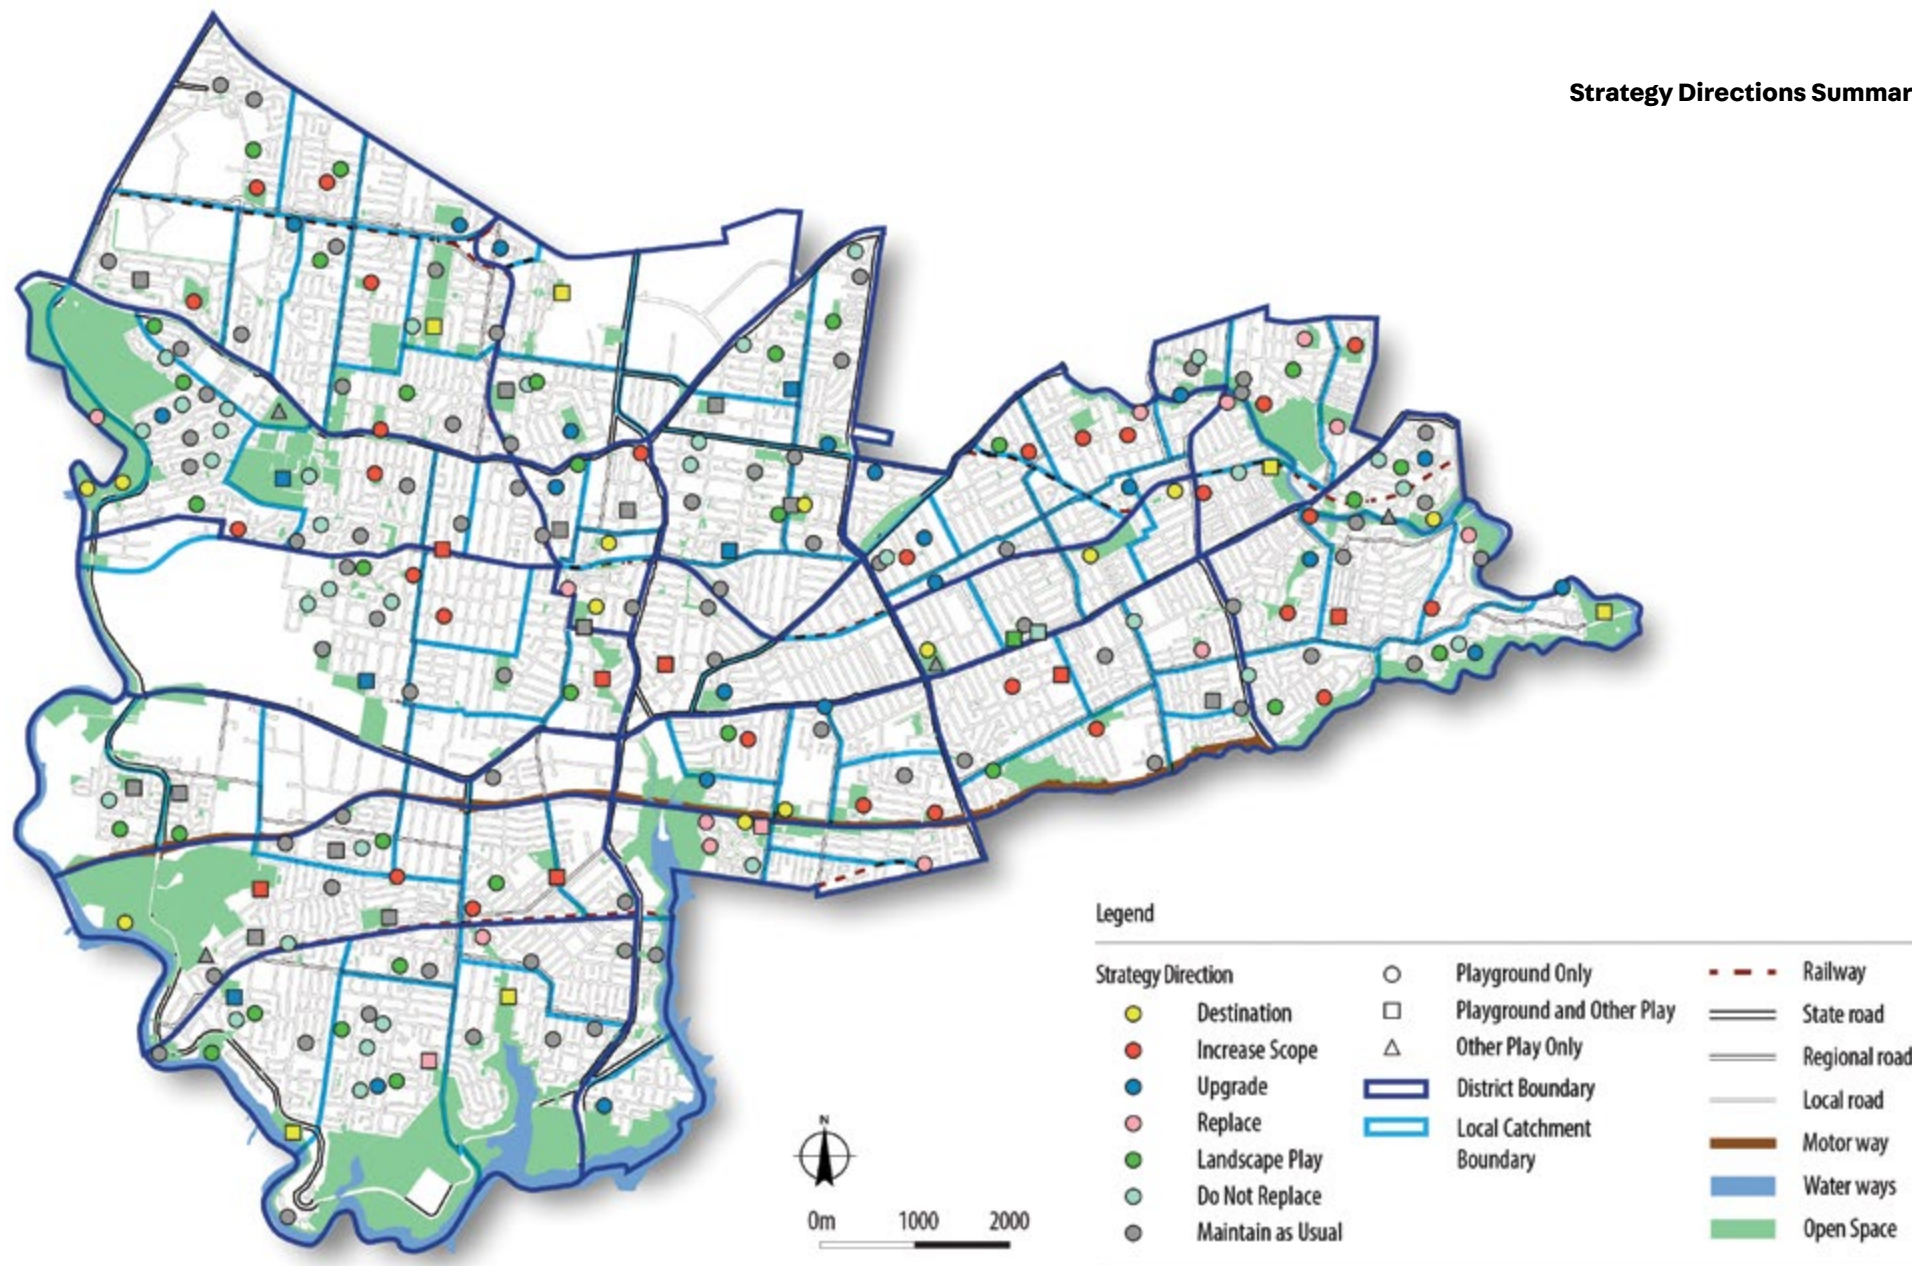 Strategy Directions Summar
N
0m 1000 2000
Legend
Strategy Direction
Destination
Increase Scope
Upgrade
Replace
Landscape Play
Do Not Replace
Maintain as Usual
Playground Only
Playground and Other Play
Other Play Only
District Boundary
Local Catchment
Boundary
Railway
State road
Regional road
Local road
Motor way
Water ways
Open Space